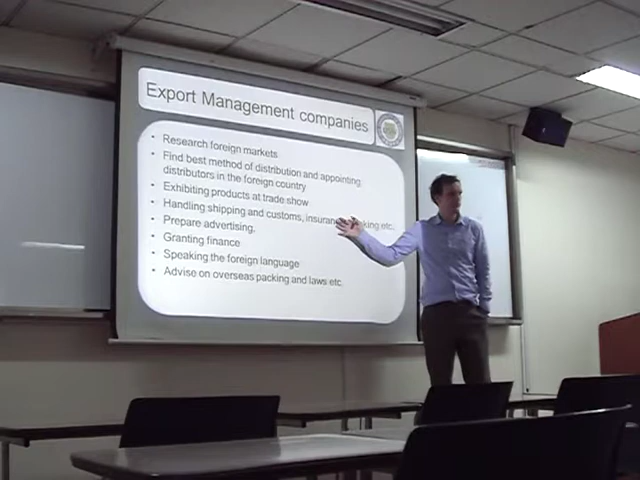 Export Management companies
• Research foreign markets
• Find best method of distribution and appointing
distributors in the foreign country
• Exhibiting products at trade show
• Handling shipping and customs, etc.
• Prepare advertising,
• Granting finance
• Speaking the foreign language
• Advise on overseas packing and laws etc.